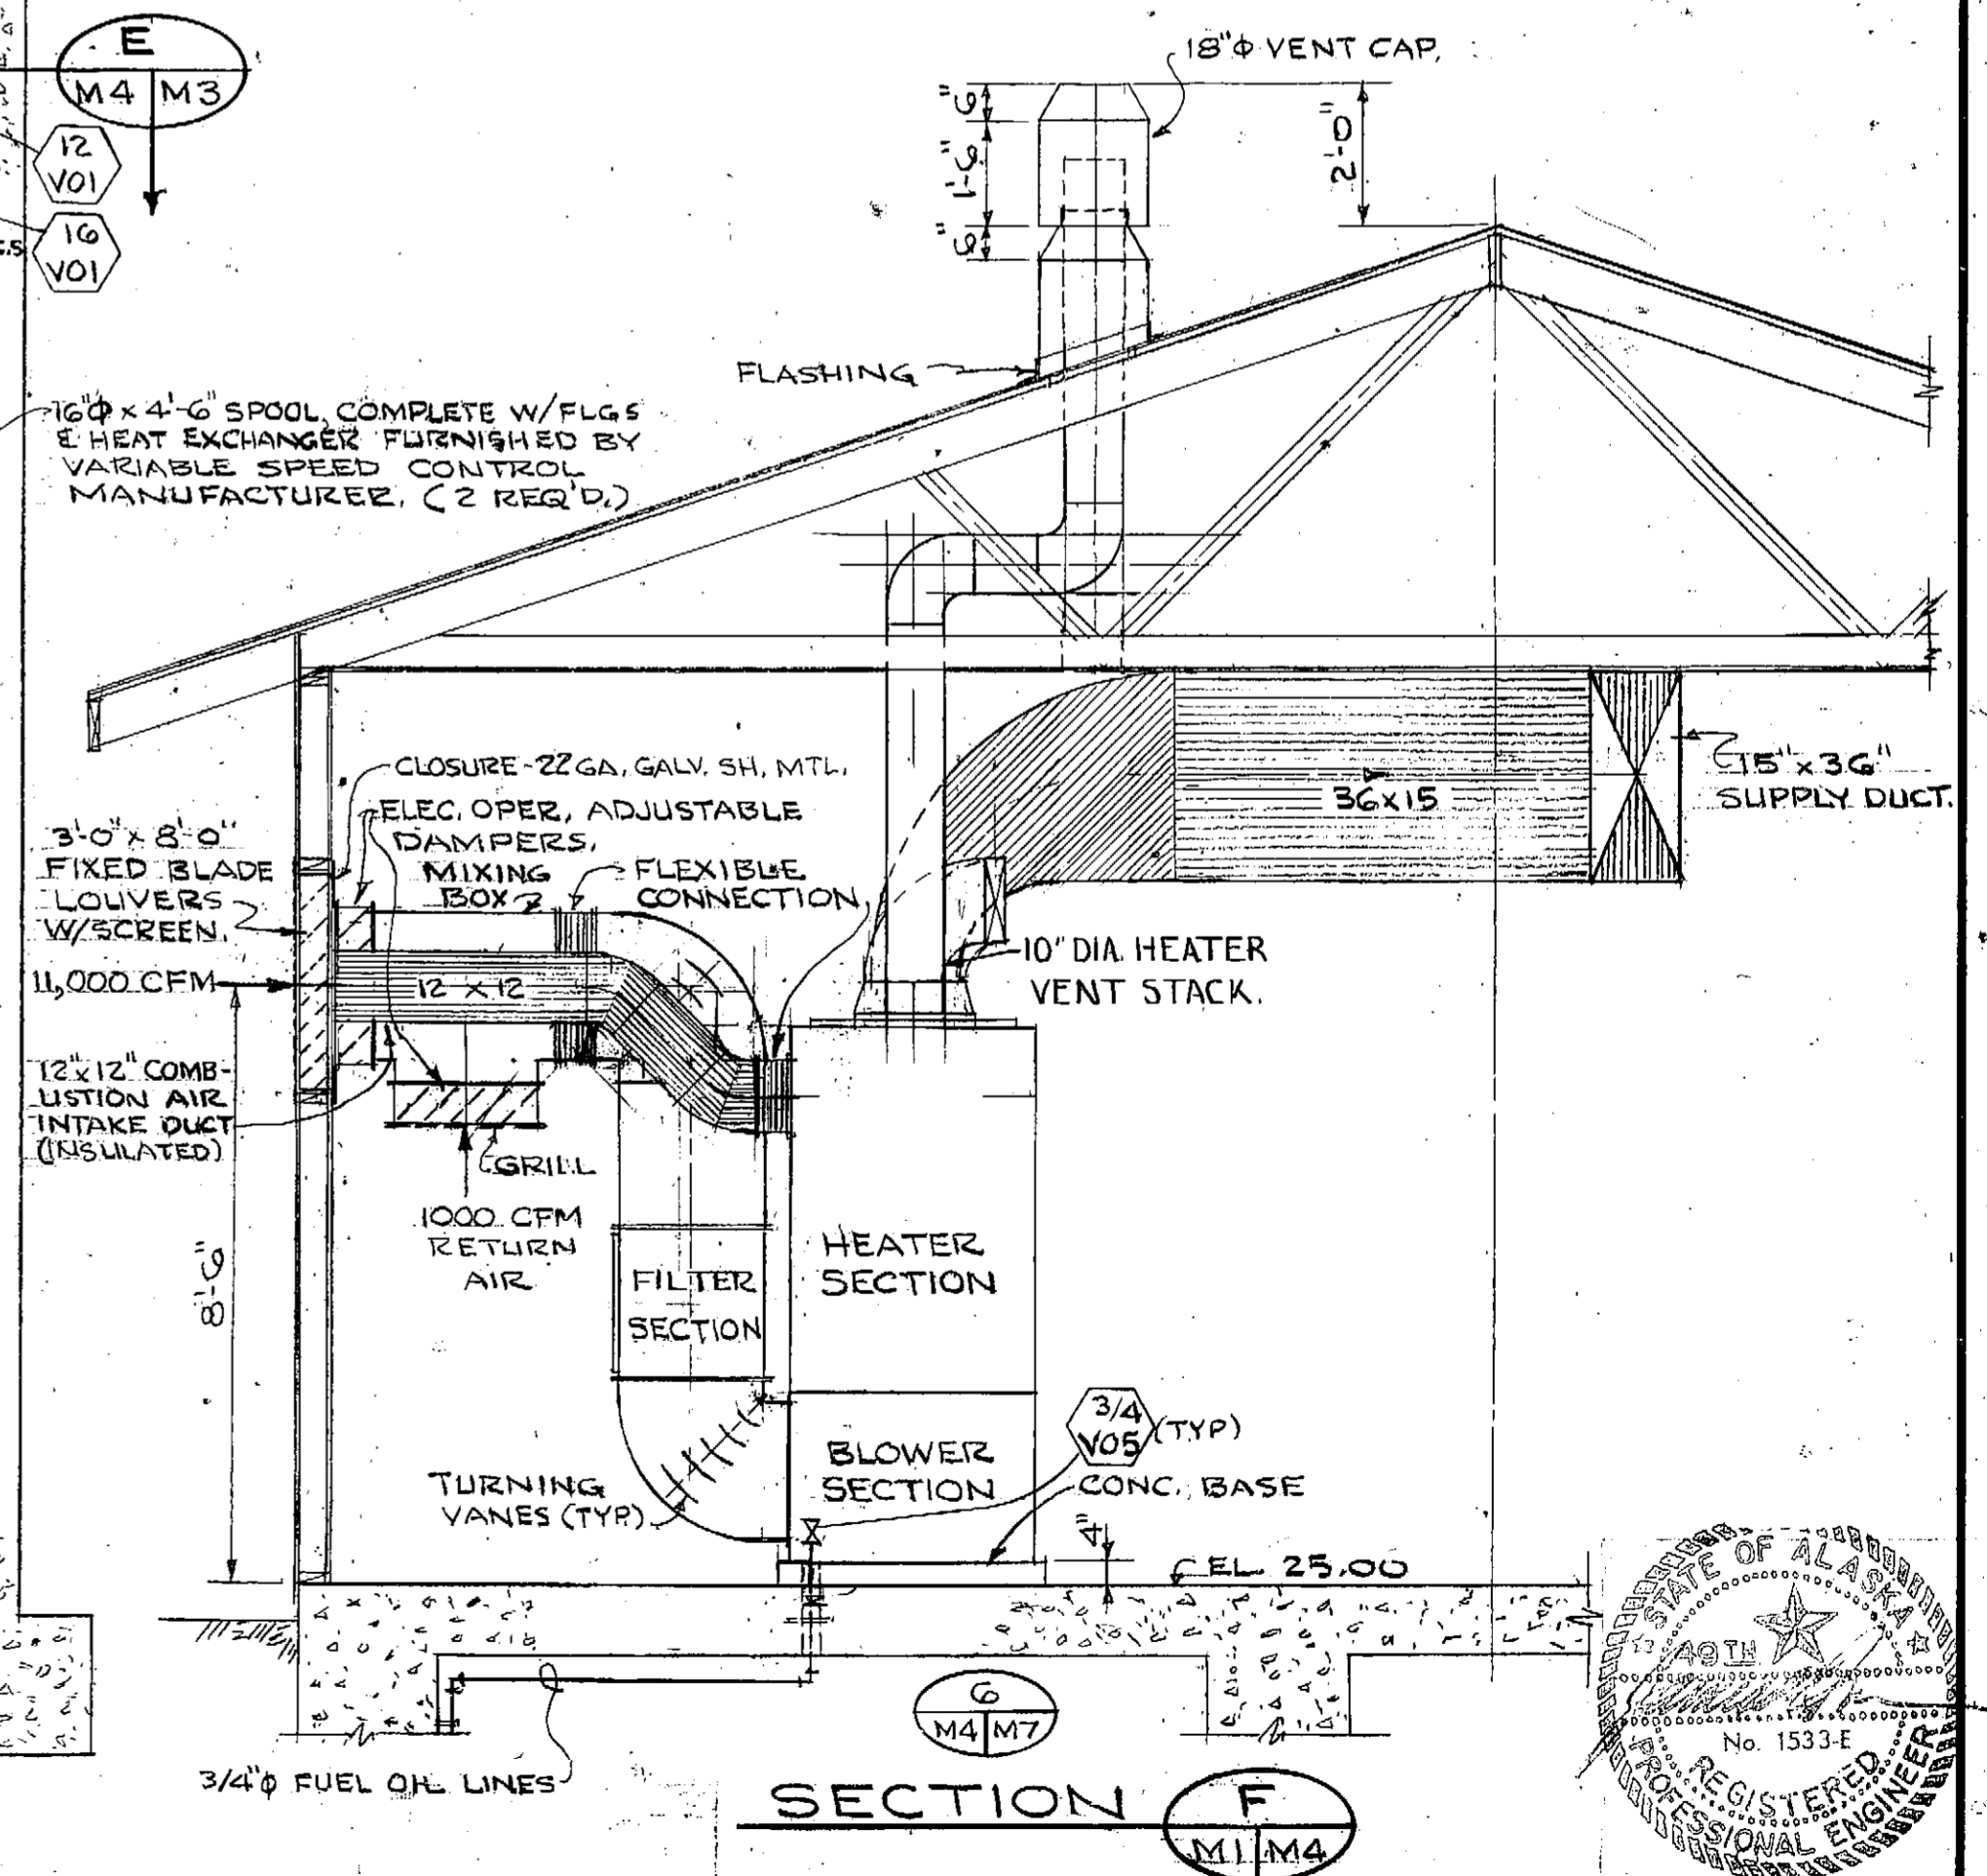 E
M4 M3
12
V01
16
V01
18"Φ VENT CAP.
6"
1'-6"
6"
2'-0"
FLASHING
16"Φ x 4'-6" SPOOL, COMPLETE W/FLGS
& HEAT EXCHANGER FURNISHED BY
VARIABLE SPEED CONTROL
MANUFACTURER. (2 REQ'D.)
CLOSURE-22GA. GALV. SH. MTL.
ELEC. OPER. ADJUSTABLE
DAMPERS.
MIXING
BOX
FLEXIBLE
CONNECTION
3'-0" x 8'-0"
FIXED BLADE
LOUVERS
W/SCREEN.
11,000 CFM
12 x 12
36x15
15" x 36"
SUPPLY DUCT.
10" DIA. HEATER
VENT STACK.
12"x12" COMB-
USTION AIR
INTAKE DUCT
(INSULATED)
GRILL
1000 CFM
RETURN
AIR
8'-6"
FILTER
SECTION
HEATER
SECTION
BLOWER
SECTION
TURNING
VANES (TYP.)
3/4
V05
(TYP)
CONC. BASE
4"
EL. 25.00
G
M4 M7
3/4"Φ FUEL OIL LINES
SECTION
F
M1 M4
STATE OF ALASKA
49TH
No. 1533-E
REGISTERED
PROFESSIONAL ENGINEER